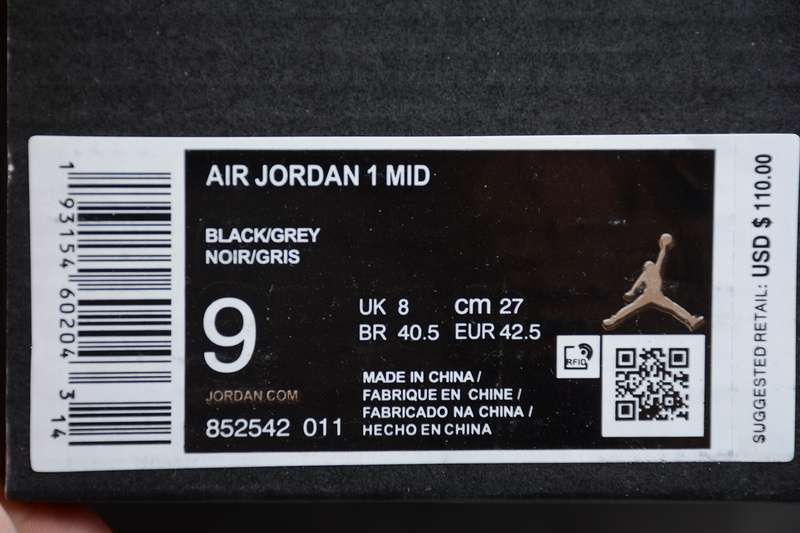 AIR JORDAN 1 MID
BLACK/GREY
NOIR/GRIS
9
UK 8 cm 27
BR 40.5 EUR 42.5
JORDAN.COM
852542 011
MADE IN CHINA /
FABRIQUE EN CHINE /
FABRICADO NA CHINA /
HECHO EN CHINA
RFID
1 93154 60204 3 14
SUGGESTED RETAIL: USD $ 110.00